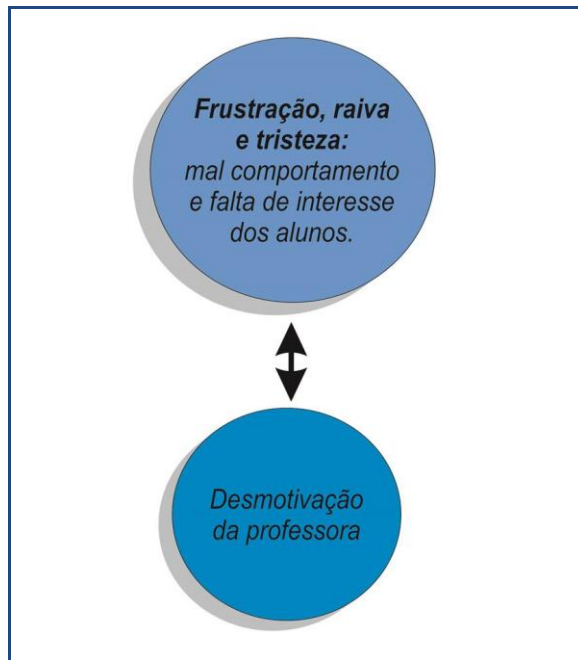 Frustração, raiva
e tristeza:
mal comportamento
e falta de interesse
dos alunos.
Desmotivação
da professora